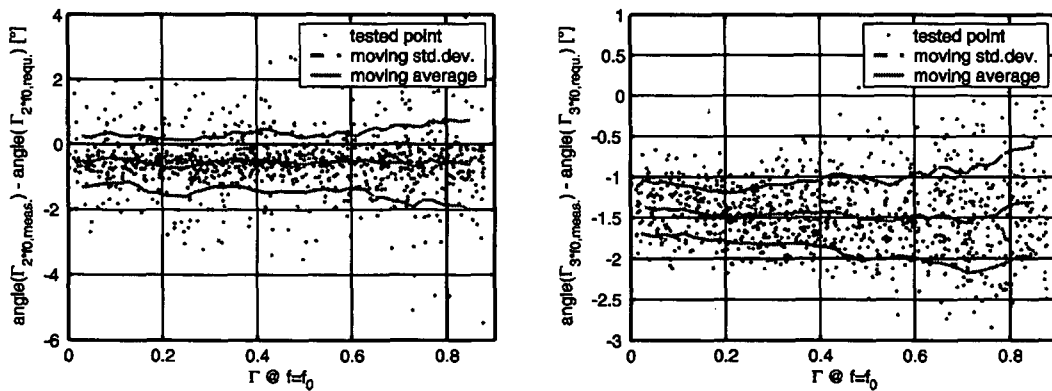 4
2
0
-2
-4
-6
0
0.2
0.4
0.6
0.8
Γ @ f=f0
angle(Γ2*f0,meas.) - angle(Γ2*f0,requ.) [°]
tested point
moving std.dev.
moving average
1
0.5
0
-0.5
-1
-1.5
-2
-2.5
-3
0
0.2
0.4
0.6
0.8
Γ @ f=f0
angle(Γ3*f0,meas.) - angle(Γ3*f0,requ.) [°]
tested point
moving std.dev.
moving average